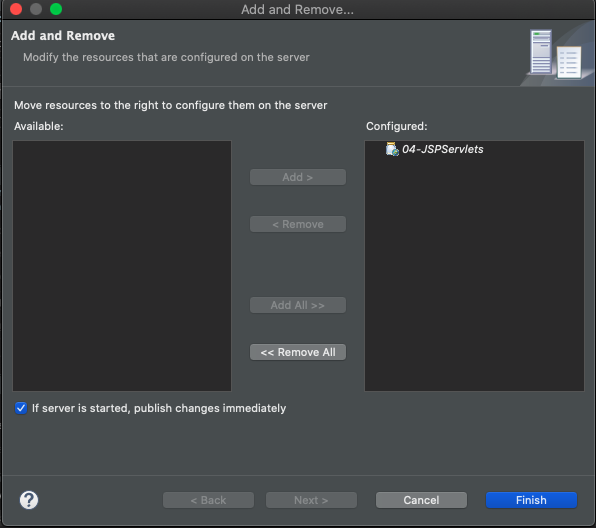 Add and Remove...
Add and Remove
Modify the resources that are configured on the server
Move resources to the right to configure them on the server
Available:
Configured:
04-JSPServlets
Add >
< Remove
Add All >>
<< Remove All
If server is started, publish changes immediately
?
< Back
Next >
Cancel
Finish